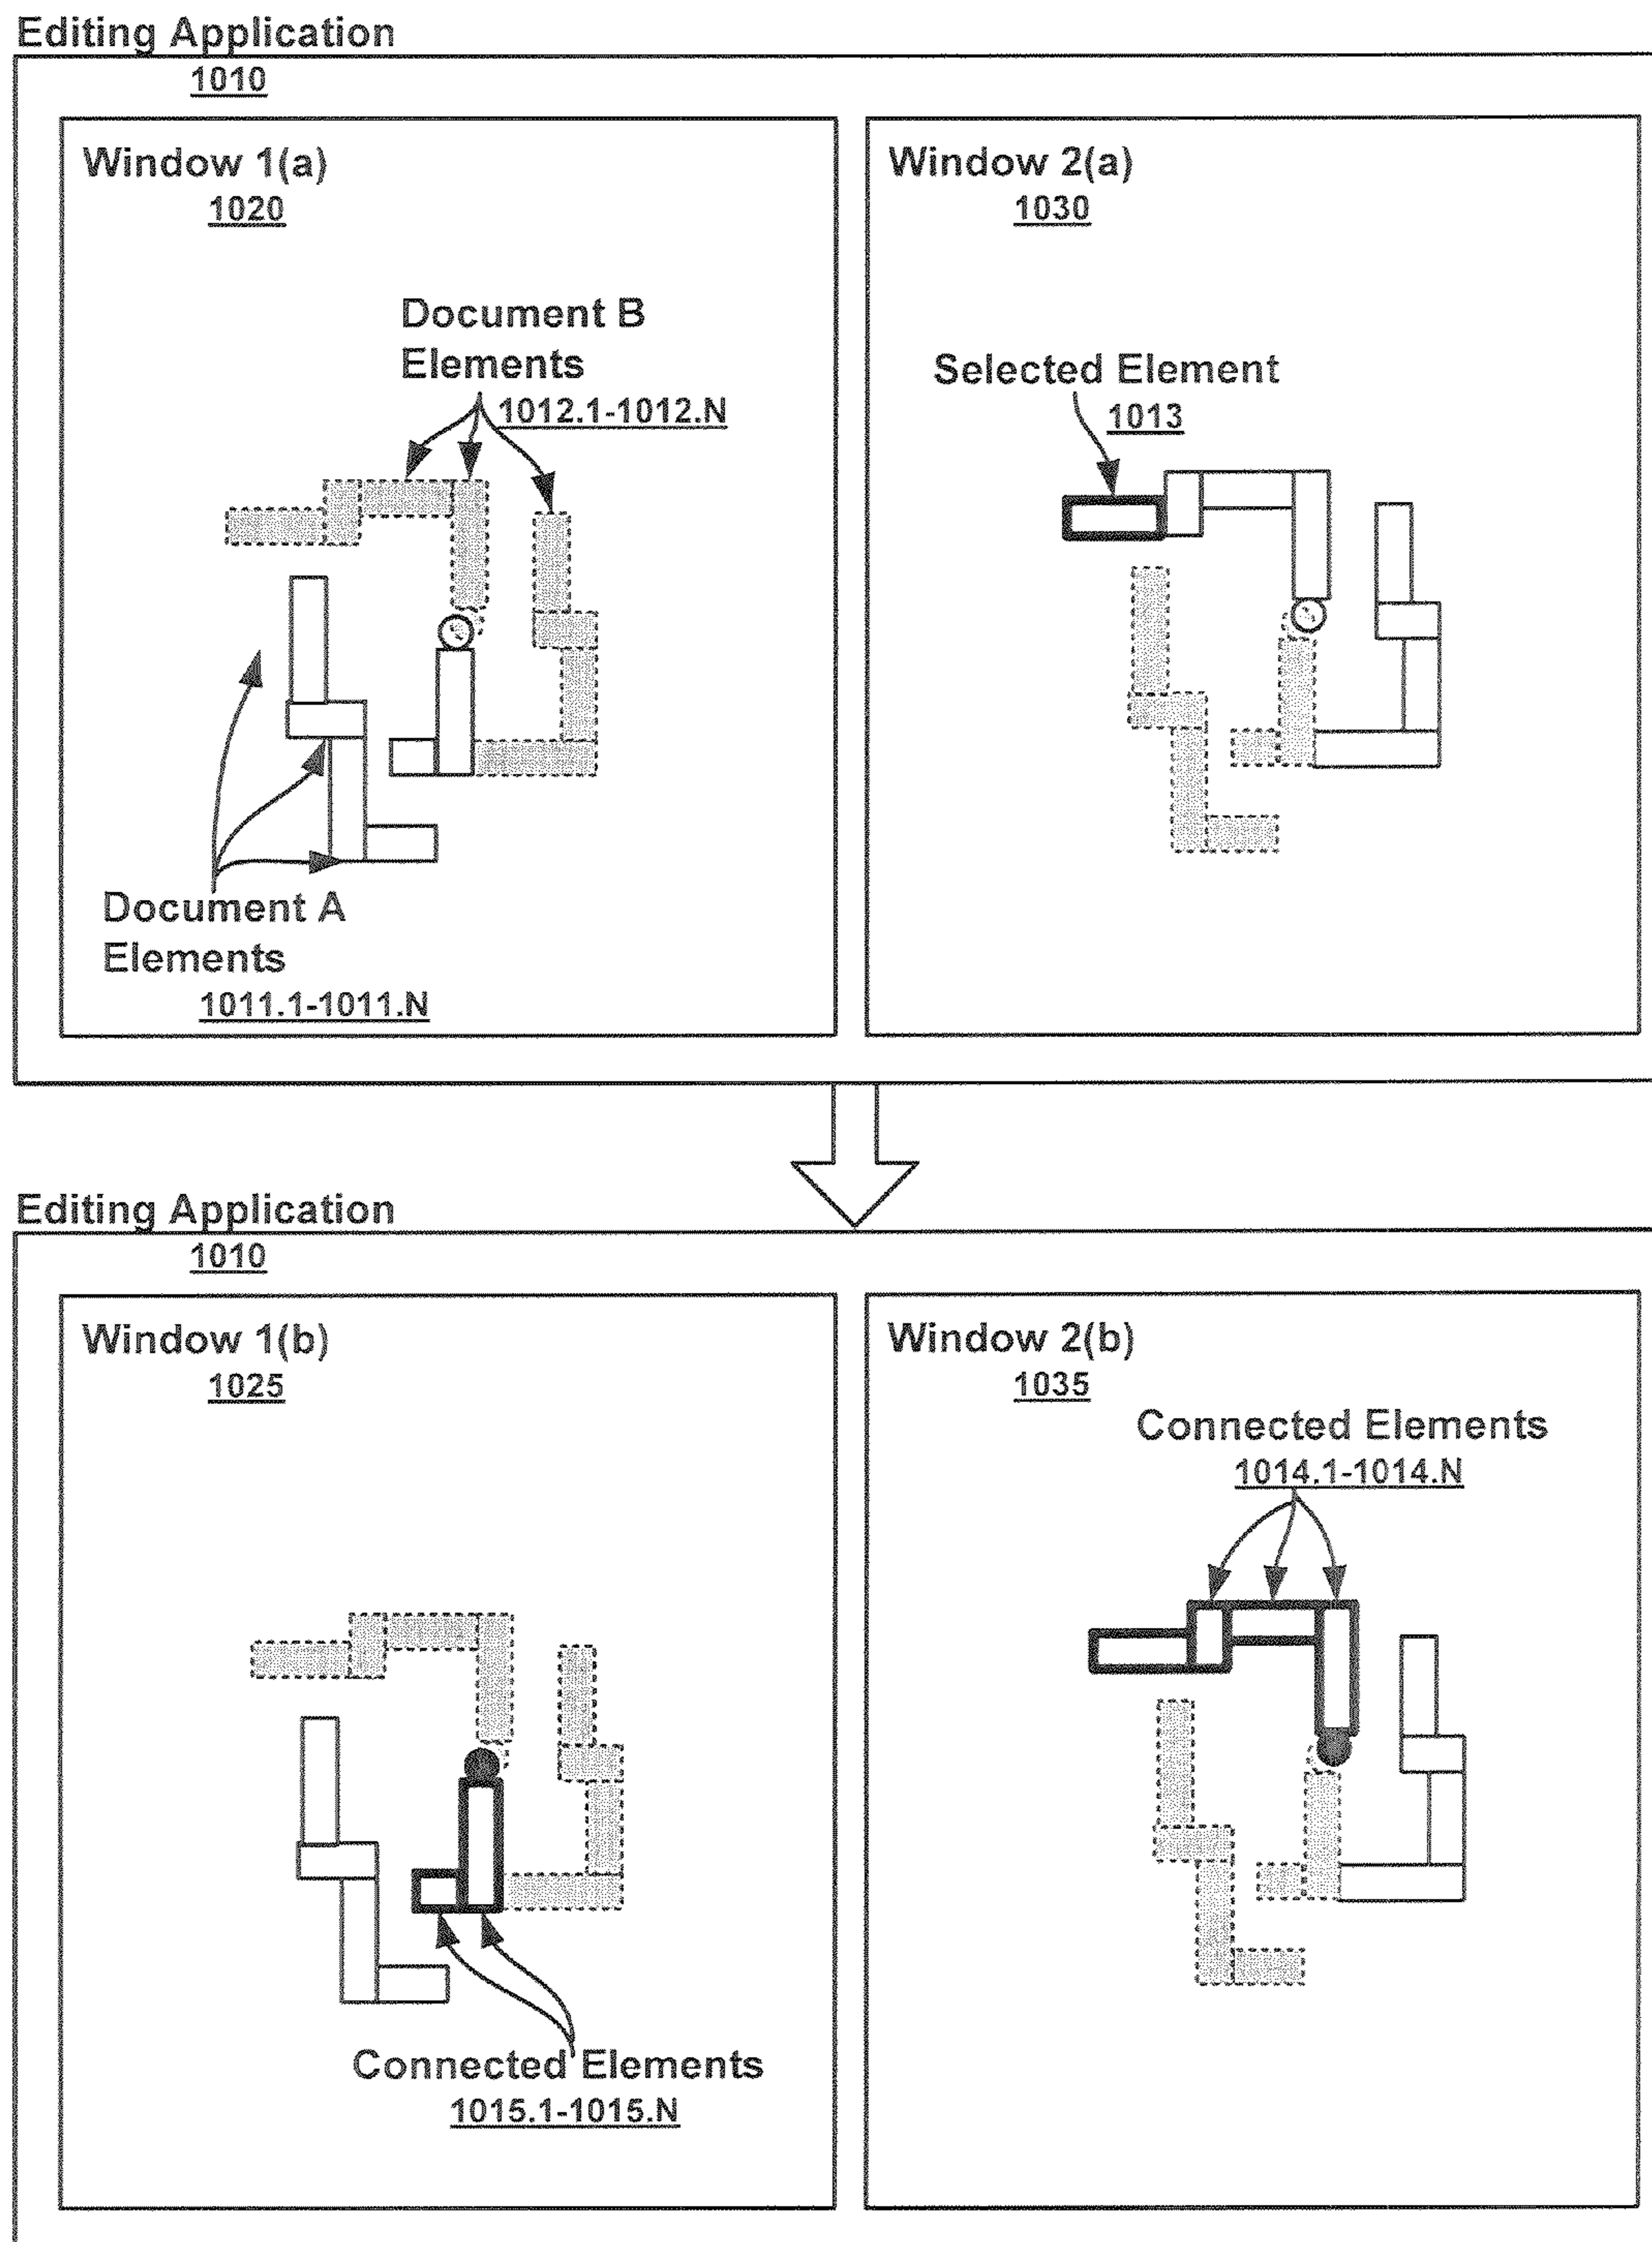 Editing Application
1010
Window 1(a)
1020
Document B
Elements
1012.1-1012.N
Document A
Elements
1011.1-1011.N
Window 2(a)
1030
Selected Element
1013
Editing Application
1010
Window 1(b)
1025
Connected Elements
1015.1-1015.N
Window 2(b)
1035
Connected Elements
1014.1-1014.N